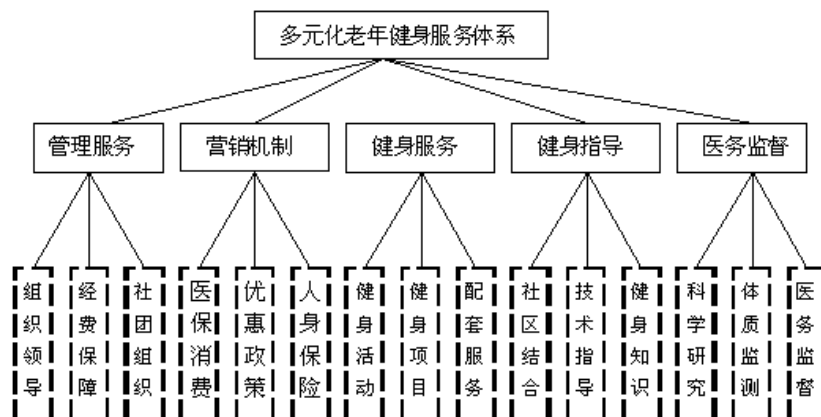 多元化老年健身服务体系
管理服务
营销机制
健身服务
健身指导
医务监督
组织领导
经费保障
社团组织
医保消费
优惠政策
人身保险
健身活动
健身项目
配套服务
社区结合
技术指导
健身知识
科学研究
体质监测
医务监督